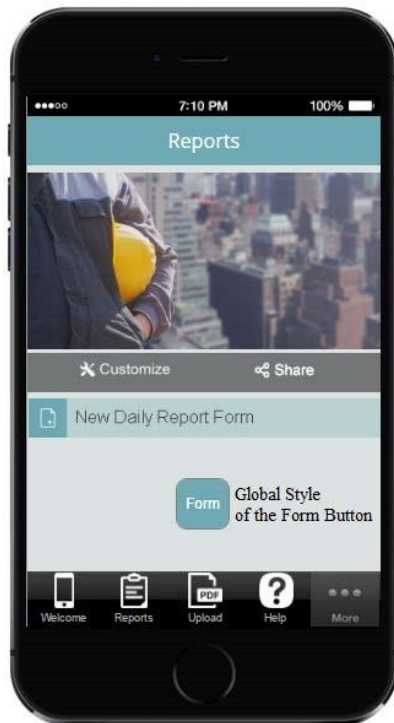 7:10 PM
100%
Reports
Customize
Share
New Daily Report Form
Form
Global Style
of the Form Button
PDF
?
Welcome
Reports
Upload
Help
More